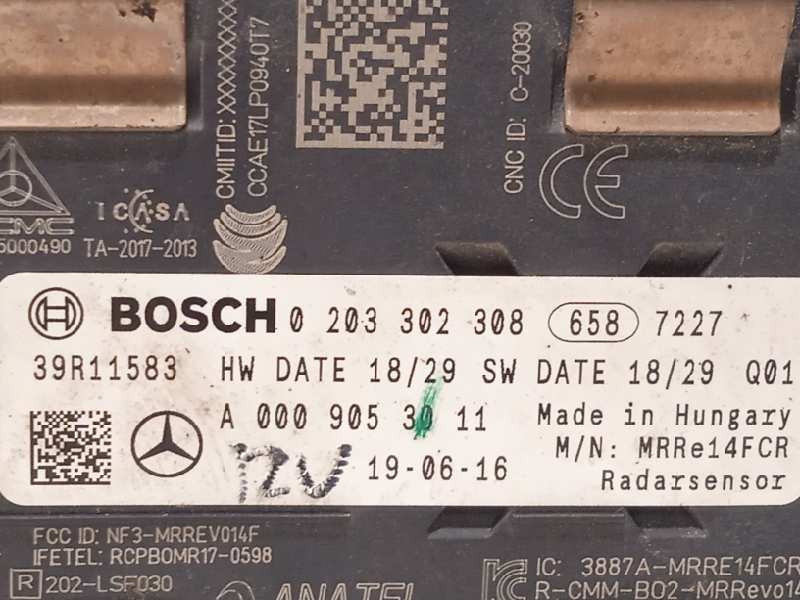 CMIITID:XXXXXXXX
CCAE17LP0940T7
CNC ID: C-20030
CE
CMC
5000490
ICASA
TA-2017-2013
BOSCH 0 203 302 308 658 7227
39R11583 HW DATE 18/29 SW DATE 18/29 Q01
A 000 905 30 11 Made in Hungary
19-06-16 M/N: MRRe14FCR
Radarsensor
FCC ID: NF3-MRREV014F
IFETEL: RCPBOMR17-0598
R 202-LSF030
ANATEL
IC: 3887A-MRRE14FCR
R-CMM-BO2-MRRevo14